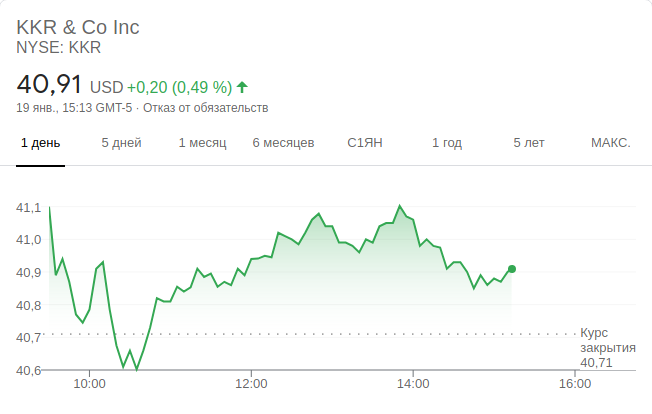 KKR & Co Inc
NYSE: KKR
40,91 USD +0,20 (0,49 %)
19 янв., 15:13 GMT-5 · Отказ от обязательств
1 день 5 дней 1 месяц 6 месяцев С1ЯН 1 год 5 лет МАКС.
41,1
41,0
40,9
40,8
40,7
40,6
Курс
закрытия
40,71
10:00 12:00 14:00 16:00